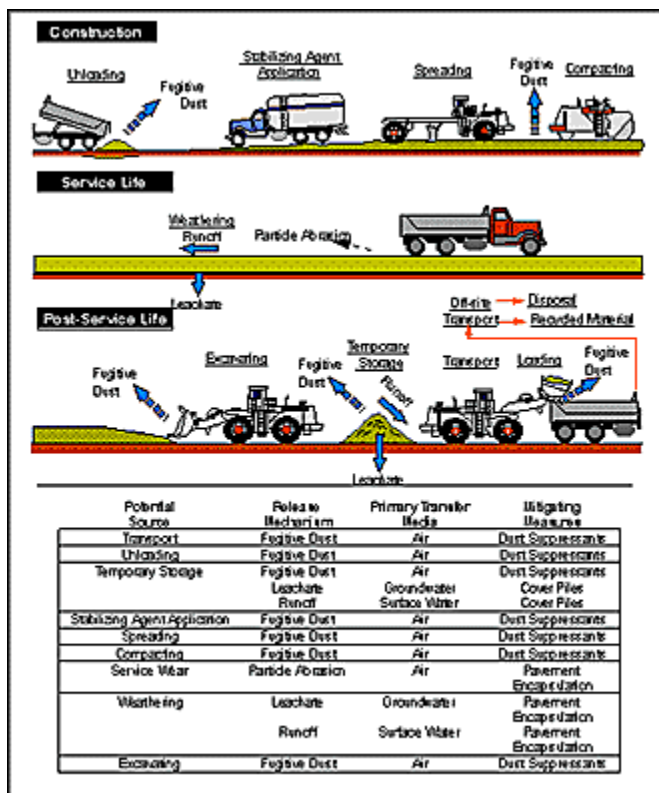 Construction
Unloading
Fugitive
Dust
Stabilizing Agent
Application
Spreading
Fugitive
Dust
Compacting
Service Life
Weathering
Runoff
Particle Abrasion
Leachate
Post-Service Life
Off-site
Transport
Disposal
Recycled Material
Fugitive
Dust
Excavating
Fugitive
Dust
Temporary
Storage
Runoff
Transport
Loading
Fugitive
Dust
Leachate
Potential Release Primary Transfer Mitigating
Source Mechanism Media Measures
Transport Fugitive Dust Air Dust Suppressants
Unloading Fugitive Dust Air Dust Suppressants
Temporary Storage Fugitive Dust Air Dust Suppressants
Leachate Groundwater Cover Piles
Runoff Surface Water Cover Piles
Stabilizing Agent Application Fugitive Dust Air Dust Suppressants
Spreading Fugitive Dust Air Dust Suppressants
Compacting Fugitive Dust Air Dust Suppressants
Service Wear Particle Abrasion Air Pavement
Encapsulation
Weathering Leachate Groundwater Pavement
Encapsulation
Runoff Surface Water Pavement
Encapsulation
Excavating Fugitive Dust Air Dust Suppressants